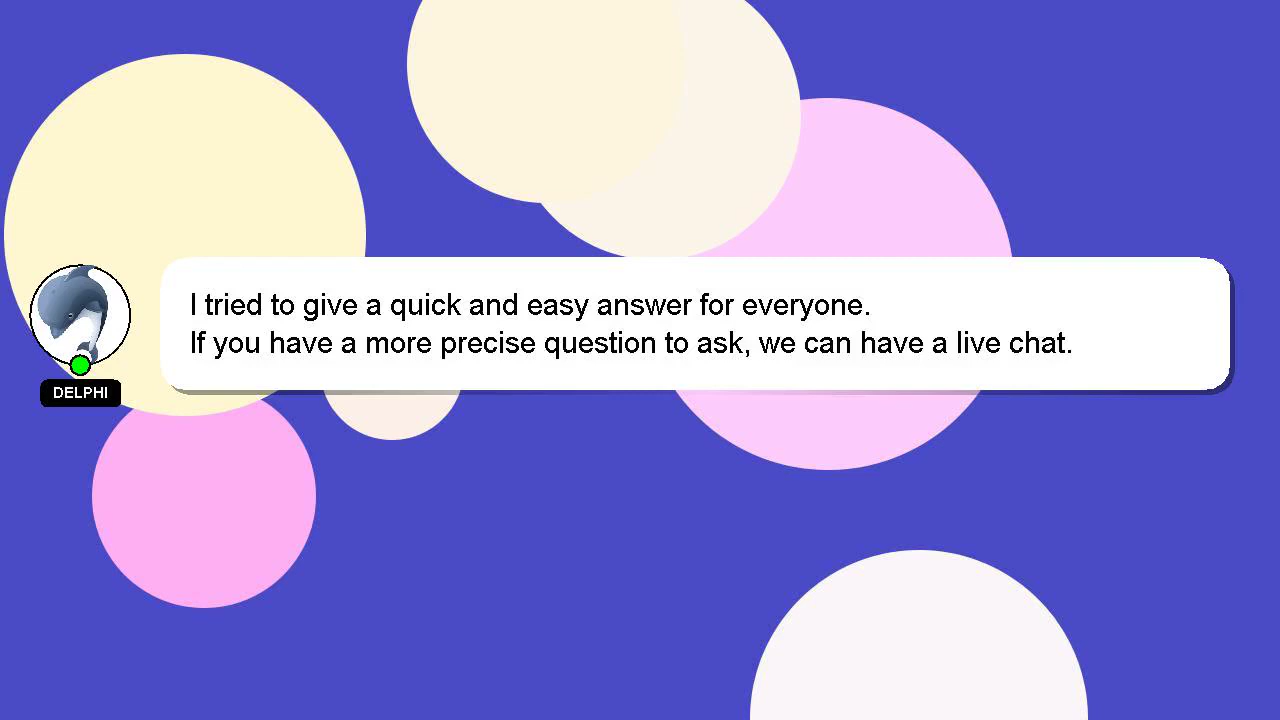 I tried to give a quick and easy answer for everyone.
If you have a more precise question to ask, we can have a live chat.
DELPHI